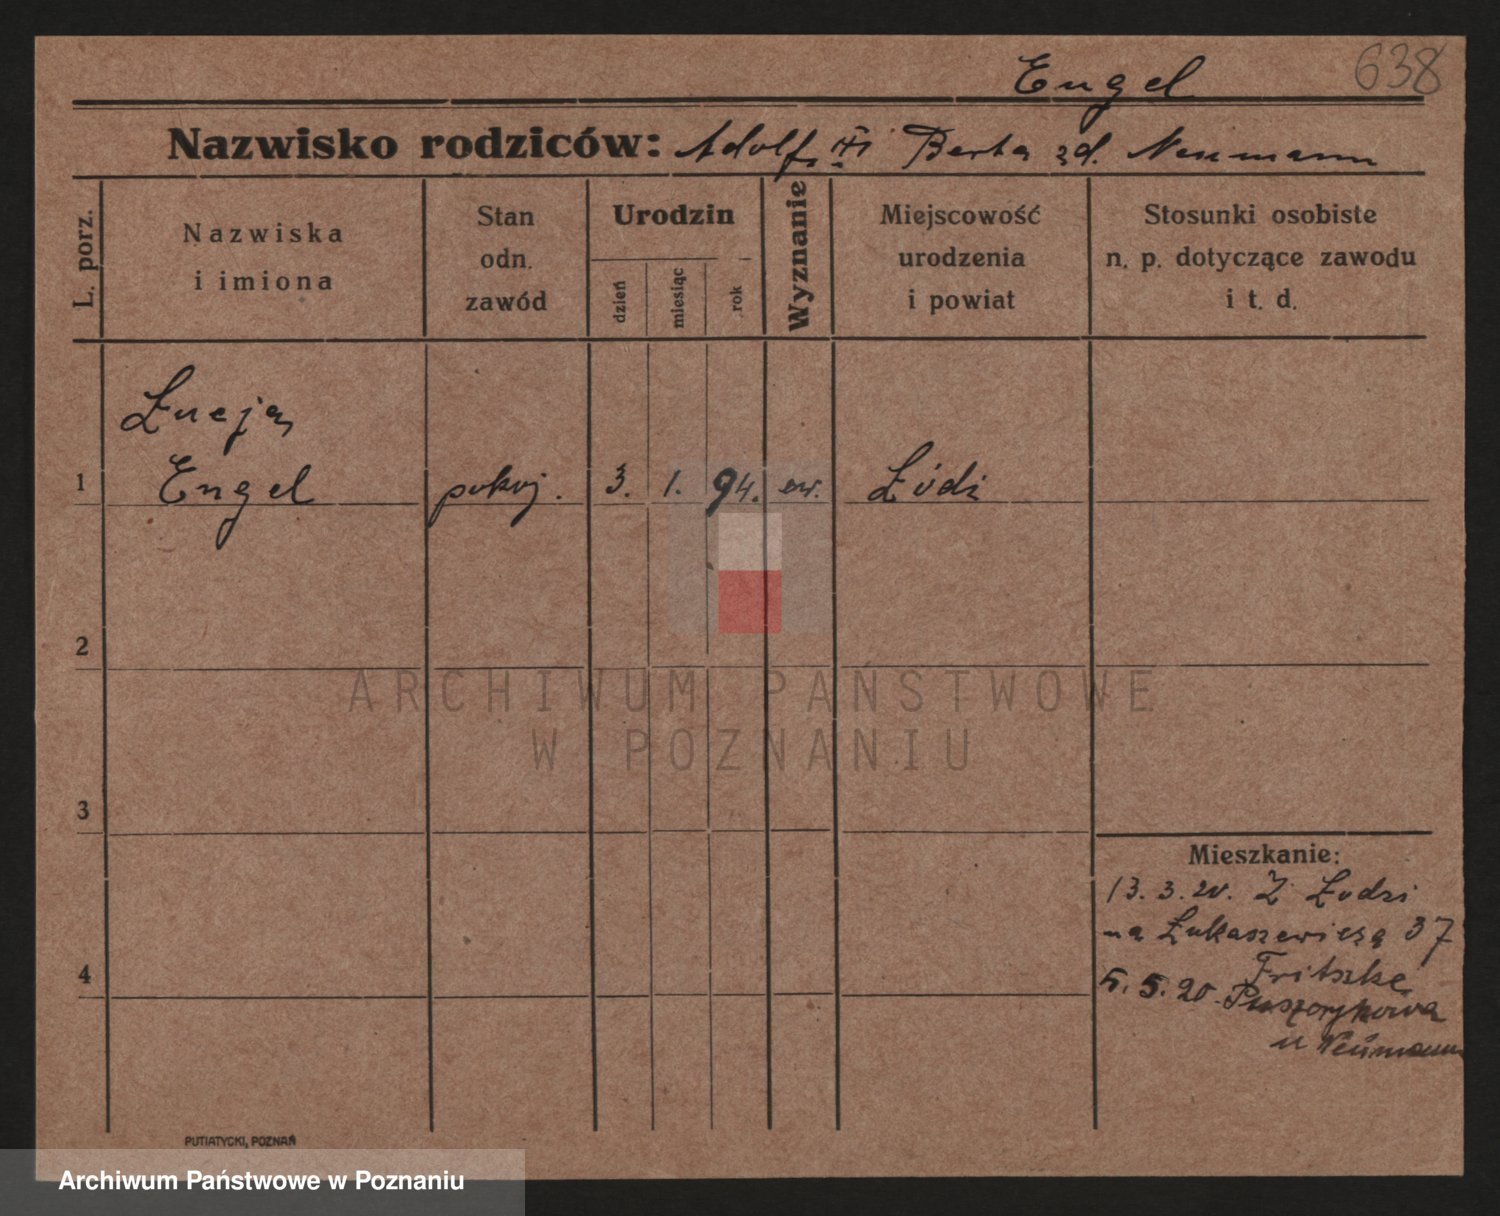 638
Engel
Nazwisko rodziców: Adolf i Berta zd. Neumann
L. porz.
Nazwiska
i imiona
Stan
odn.
zawód
Urodzin
dzień
miesiąc
rok
Wyznanie
Miejscowość
urodzenia
i powiat
Stosunki osobiste
n. p. dotyczące zawodu
i t. d.
Łucja
1 Engel pokoj. 3. 1. 94. ew. Łódź
2
ARCHIWUM PAŃSTWOWE
W POZNANIU
3
Mieszkanie:
13. 3. 20. Z Łodzi
na Łukaszewicza 37
4
Fritzke
5. 5. 20.
u Neumann
PUTIATYCKI, POZNAŃ
Archiwum Państwowe w Poznaniu